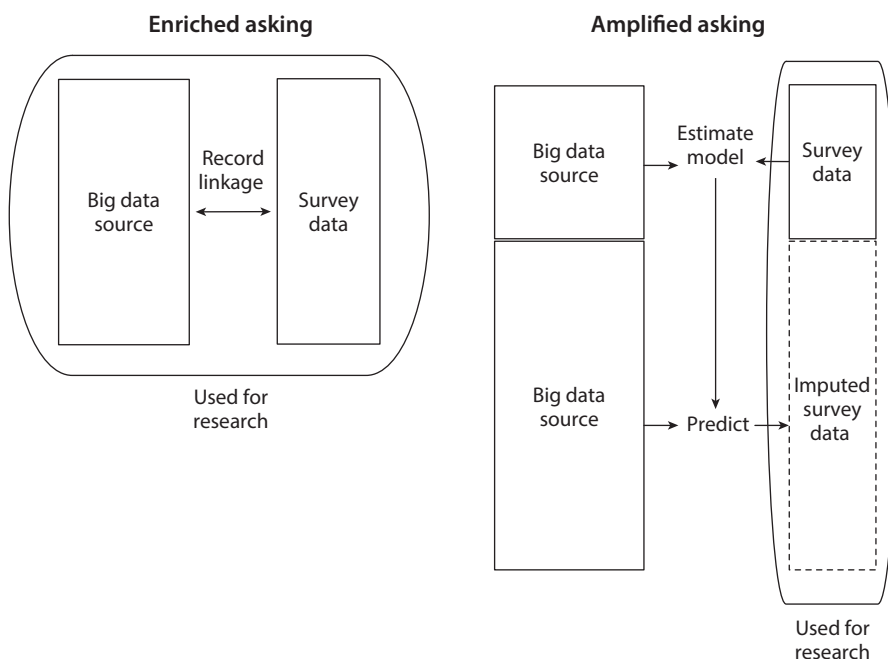 Enriched asking
Big data
source
Record
linkage
Survey
data
Used for
research
Amplified asking
Big data
source
Estimate
model
Survey
data
Big data
source
Predict
Imputed
survey
data
Used for
research